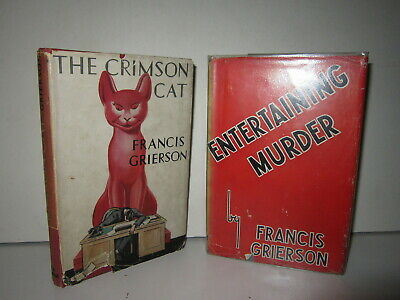 THE CRIMSON
CAT
FRANCIS
GRIERSON
ENTERTAINING
MURDER
by
FRANCIS
GRIERSON